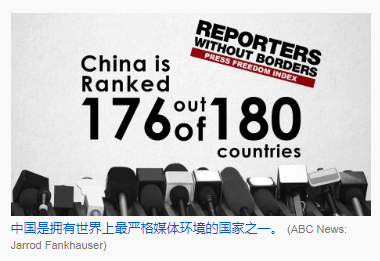 REPORTERS
WITHOUT BORDERS
PRESS FREEDOM INDEX
China is
Ranked
176 out of 180
countries
中国是拥有世界上最严格媒体环境的国家之一。 (ABC News:
Jarrod Fankhauser)